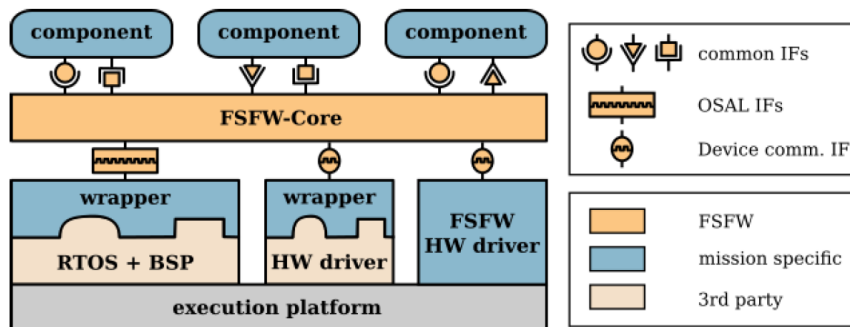 component
component
component
FSFW-Core
wrapper
RTOS + BSP
wrapper
HW driver
FSFW
HW driver
execution platform
common IFs
OSAL IFs
Device comm. IF
FSFW
mission specific
3rd party